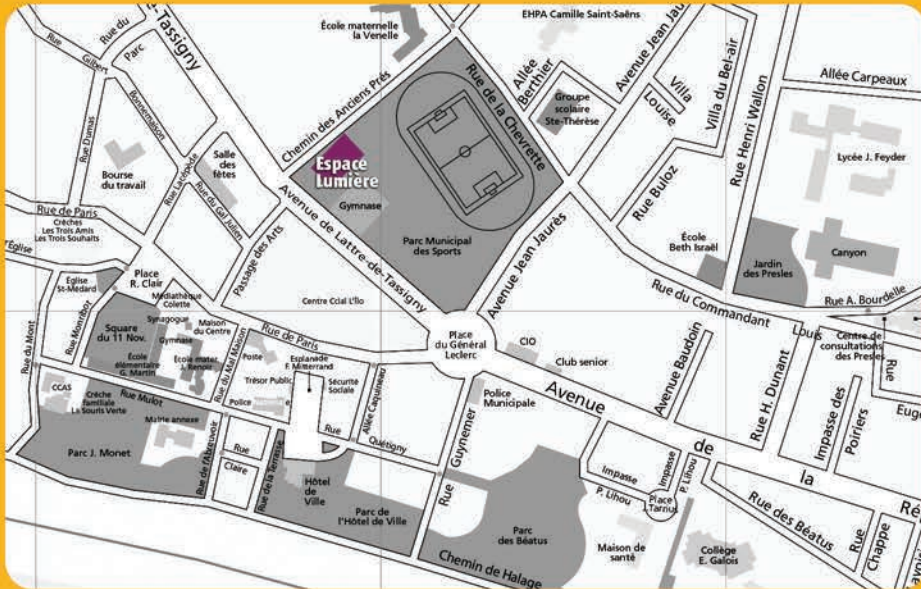 e-Tassigny
Rue du
Parc
Rue
Gilbert
Bonnemaison
Rue Dumas
Bourse
du travail
Rue Lacépède
Salle
des
fêtes
Rue du Gal Julien
École maternelle
la Venelle
Chemin des Anciens Prés
Espace
Lumière
Gymnase
Parc Municipal
des Sports
EHPA Camille Saint-Saëns
Rue de la Chevrette
Allée
Berthier
Groupe
scolaire
Ste-Thérèse
Avenue Jean Jau
Villa
Louise
Villa du Bel-air
Rue Buloz
Rue Henri Wallon
Allée Carpeaux
Lycée J. Feyder
Canyon
Jardin
des Presles
École
Beth Israël
Rue A. Bourdelle
Rue du Commandant
Louis
Centre de
consultations
des Presles
Rue
Euge
Rue de Paris
Crèches
Les Trois Amis
Les Trois Souhaits
l'Église
Église
St-Médard
Place
R. Clair
Passage des Arts
Avenue de Lattre-de-Tassigny
Avenue Jean Jaurès
Centre Ccial L'Ilo
Médiathèque
Colette
Synagogue
Maison
du Centre
Gymnase
Square
du 11 Nov.
Rue Montribot
Rue du Mont
École
élémentaire
G. Martin
École mater.
J. Renoir
Rue du Mal Maison
Rue de Paris
Poste
Esplanade
F. Mitterrand
Trésor Public
Sécurité
Sociale
Police
e
Allée Caquineau
Place
du Général
Leclerc
CIO
Club senior
Police
Municipale
Avenue
de
la
Ré
Avenue Baudoin
Rue H. Dunant
Impasse des
Poiriers
CCAS
Crèche
familiale
La Souris Verte
Rue Mulot
Mairie annexe
Parc J. Monet
Rue de l'Abreuvoir
Rue
Claire
Rue de la Terrasse
Rue
Quétigny
Hôtel
de
Ville
Parc de
l'Hôtel de Ville
Rue
Guynemer
Parc
des Béatus
Chemin de Halage
Impasse
P. Lihou
Impasse
P. Lihou
Place
Tarriul
Maison de
santé
Collège
E. Galois
Rue des Béatus
Rue
Chappe
avois